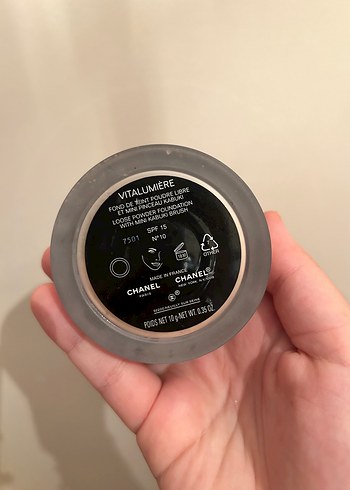 VITALUMIÈRE
FOND DE TEINT POUDRE LIBRE
ET MINI PINCEAU KABUKI
LOOSE POWDER FOUNDATION
WITH MINI KABUKI BRUSH
SPF 15
7501 N°10
OTHER
MADE IN FRANCE
CHANEL CHANEL
PARIS NEW YORK
POIDS NET 10 g-NET WT. 0.35 OZ.